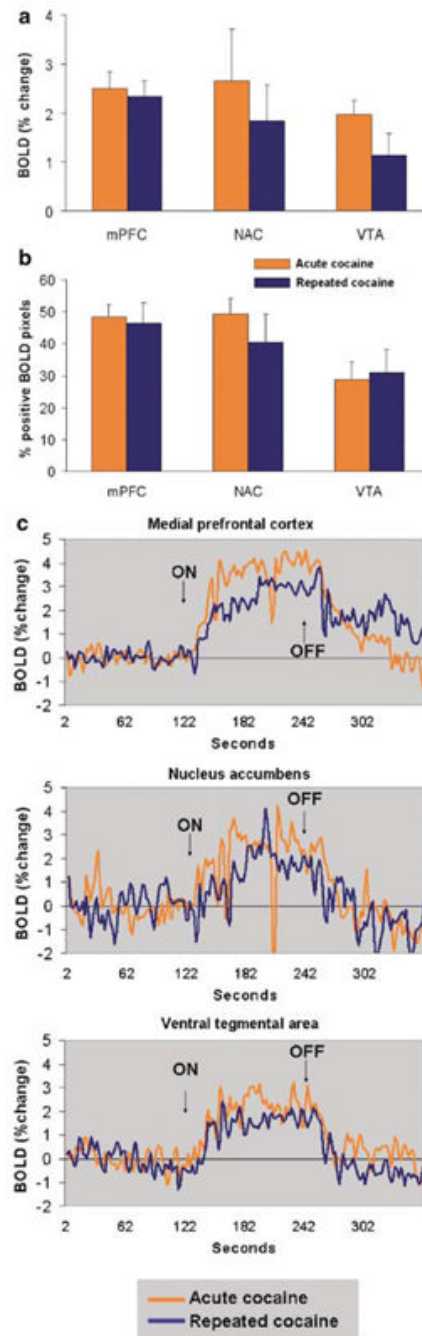 a
BOLD (% change)
4
3
2
1
0
mPFC NAC VTA
b
Acute cocaine
Repeated cocaine
% positive BOLD pixels
60
50
40
30
20
10
0
mPFC NAC VTA
c
Medial prefrontal cortex
BOLD (%change)
5
4
3
2
1
0
-1
-2
ON
OFF
2 62 122 182 242 302
Seconds
Nucleus accumbens
BOLD (%change)
5
4
3
2
1
0
-1
-2
ON
OFF
2 62 122 182 242 302
Seconds
Ventral tegmental area
BOLD (%change)
5
4
3
2
1
0
-1
-2
ON
OFF
2 62 122 182 242 302
Seconds
Acute cocaine
Repeated cocaine